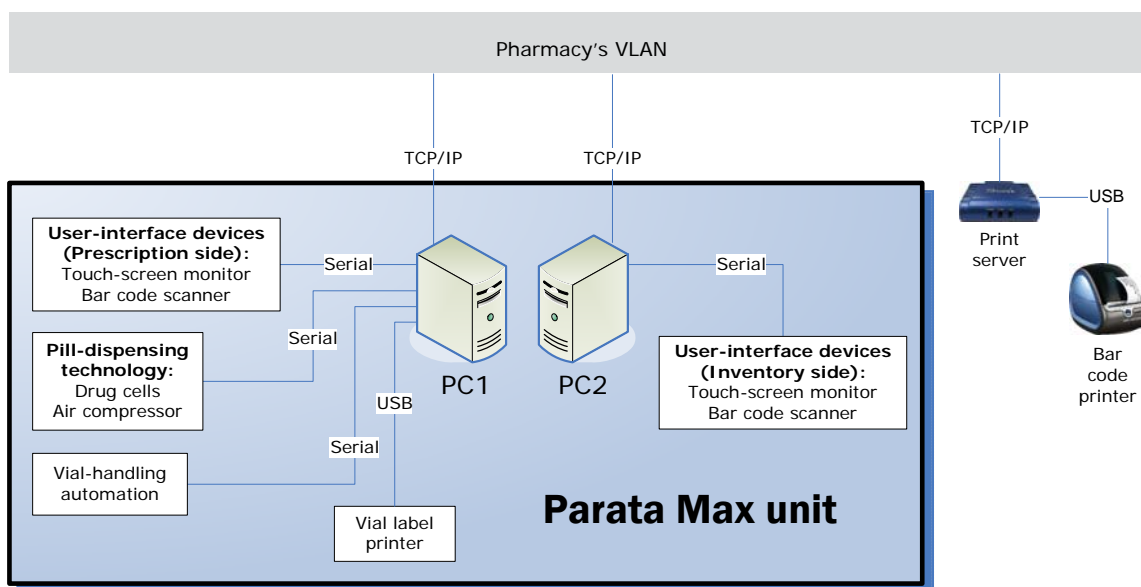 Pharmacy's VLAN
TCP/IP
TCP/IP
TCP/IP
User-interface devices
(Prescription side):
Touch-screen monitor
Bar code scanner
Serial
Pill-dispensing
technology:
Drug cells
Air compressor
Serial
Vial-handling
automation
Serial
USB
Vial label
printer
PC1
PC2
Serial
User-interface devices
(Inventory side):
Touch-screen monitor
Bar code scanner
Parata Max unit
USB
Print
server
Bar
code
printer